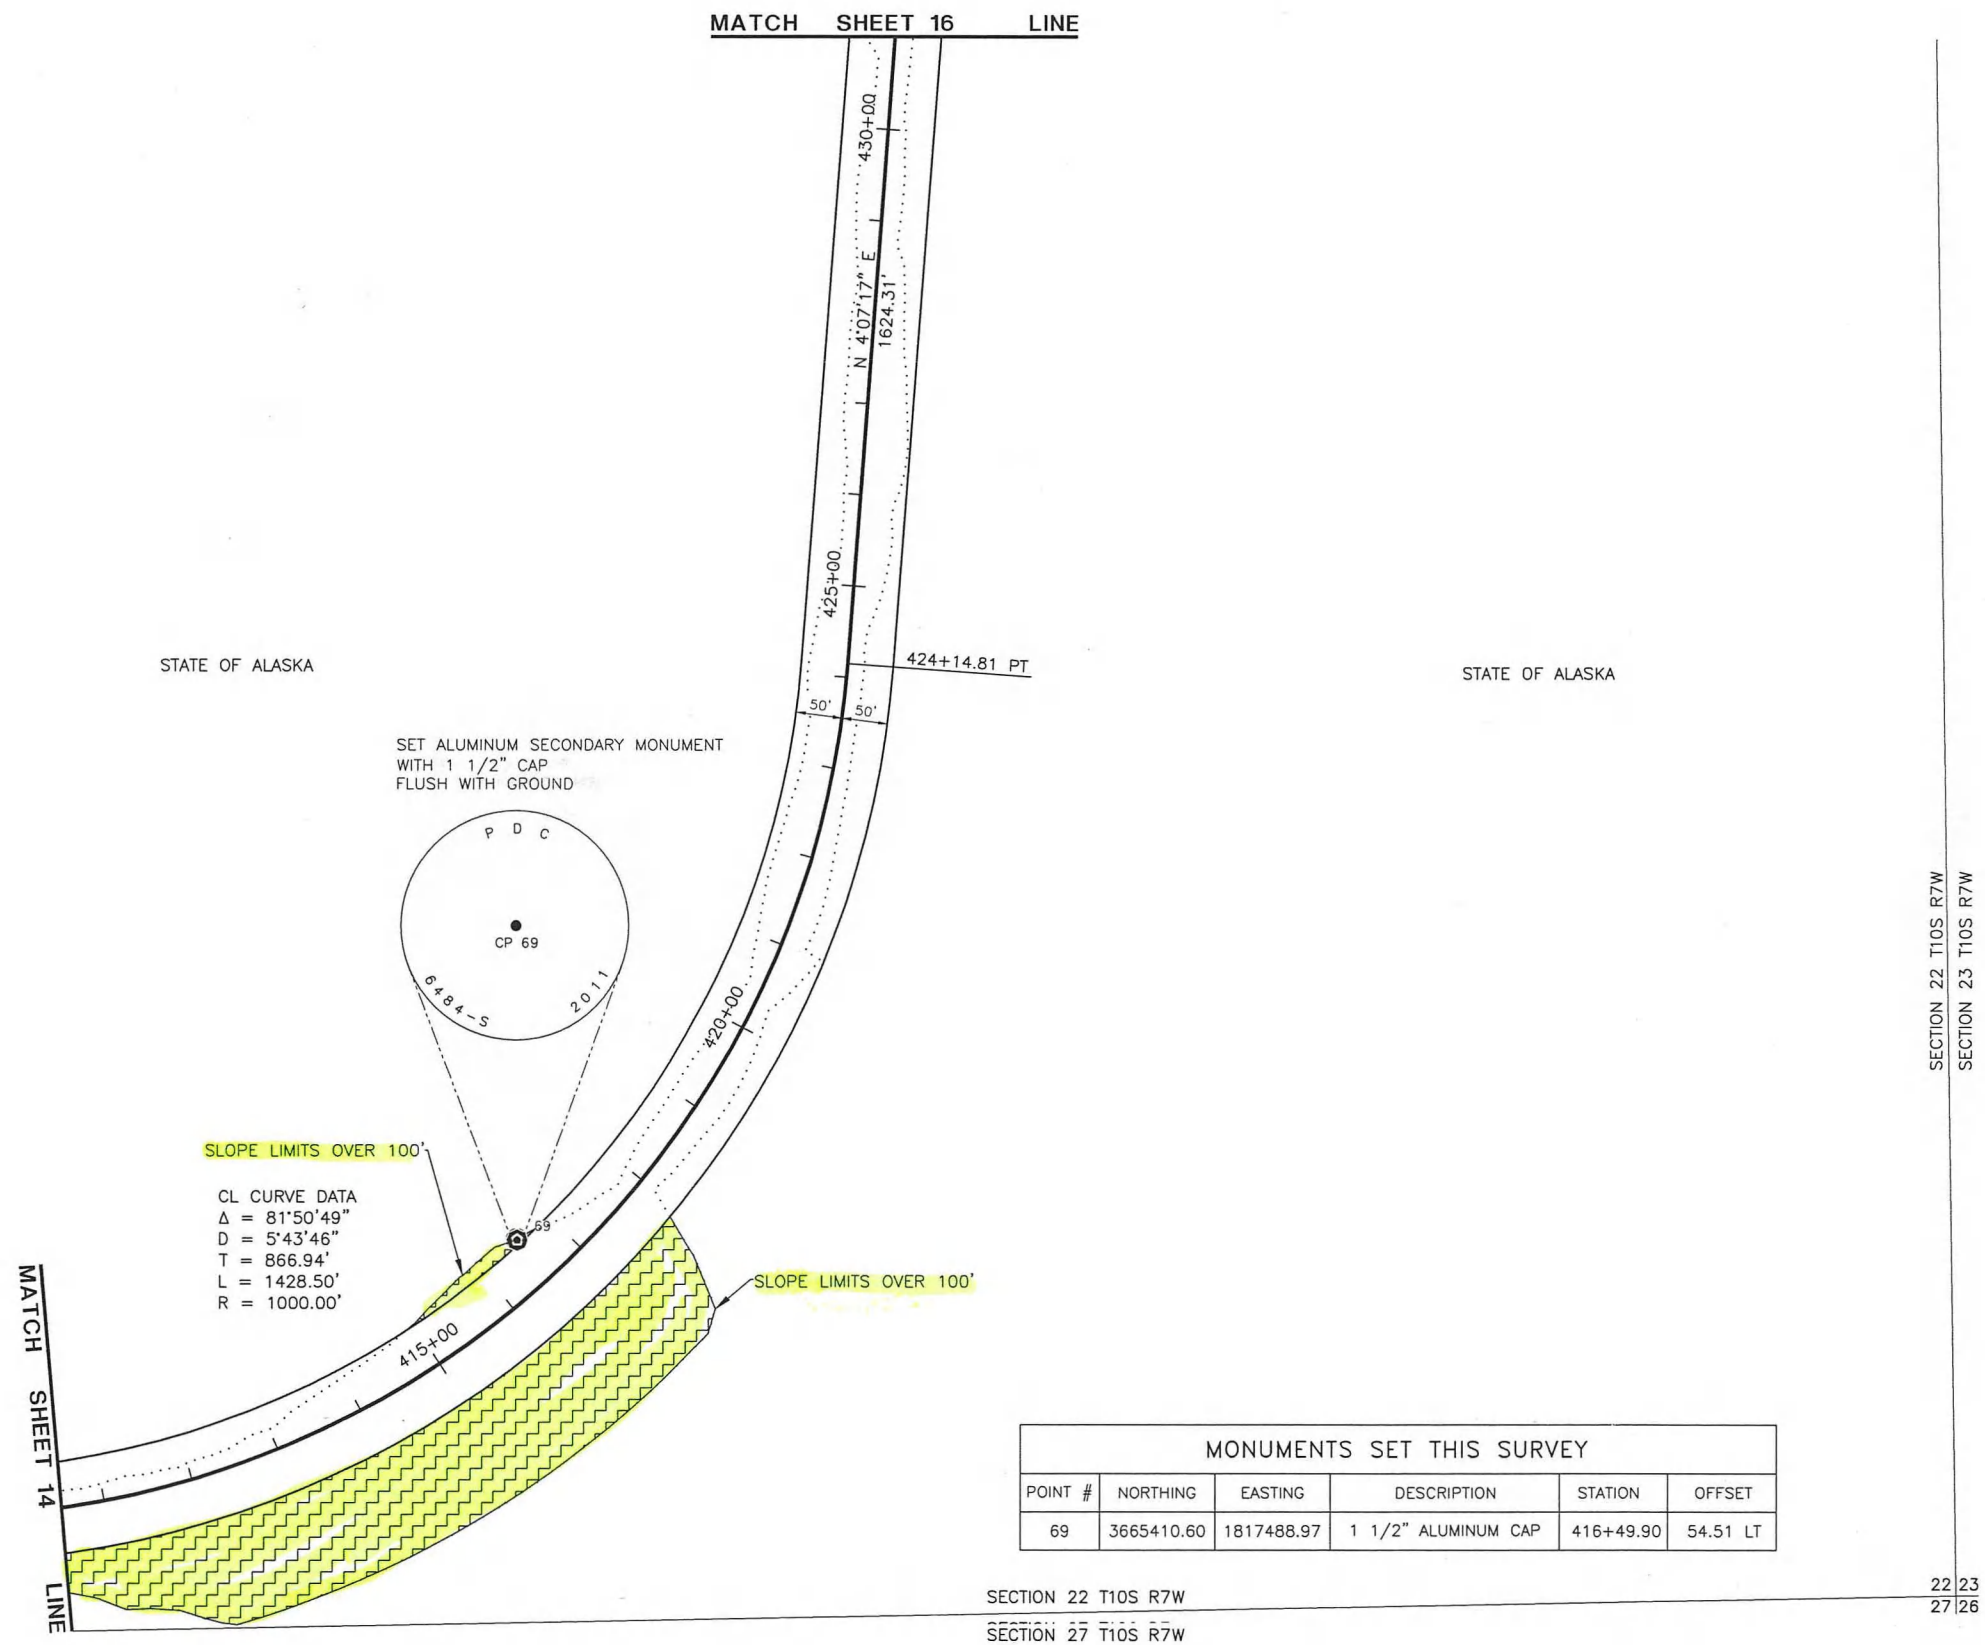 MATCH SHEET 16 LINE
430+00
N 4°07'17" E
1624.31'
425+00
424+14.81 PT
STATE OF ALASKA
STATE OF ALASKA
50'
50'
SET ALUMINUM SECONDARY MONUMENT
WITH 1 1/2" CAP
FLUSH WITH GROUND
P D C
CP 69
6484-S
2011
420+00
SECTION 22 T10S R7W
SECTION 23 T10S R7W
SLOPE LIMITS OVER 100'
69
CL CURVE DATA
Δ = 81°50'49"
D = 5°43'46"
T = 866.94'
L = 1428.50'
R = 1000.00'
SLOPE LIMITS OVER 100'
415+00
MATCH SHEET 14 LINE
MONUMENTS SET THIS SURVEY
POINT # NORTHING EASTING DESCRIPTION STATION OFFSET
69 3665410.60 1817488.97 1 1/2" ALUMINUM CAP 416+49.90 54.51 LT
SECTION 22 T10S R7W
SECTION 27 T10S R7W
22 23
27 26